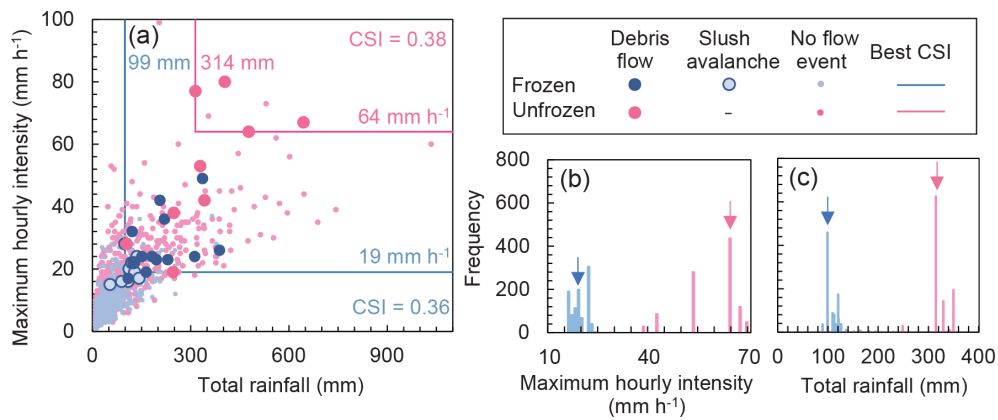 Maximum hourly intensity (mm h⁻¹)
100
80
60
40
20
0
(a)
99 mm
314 mm
CSI = 0.38
64 mm h⁻¹
19 mm h⁻¹
CSI = 0.36
0
300
600
900
Total rainfall (mm)
Debris
flow
Slush
avalanche
No flow
event
Best CSI
Frozen
Unfrozen
–
Frequency
800
600
400
200
0
(b)
10
40
70
Maximum hourly intensity
(mm h⁻¹)
(c)
0
100
200
300
400
Total rainfall (mm)